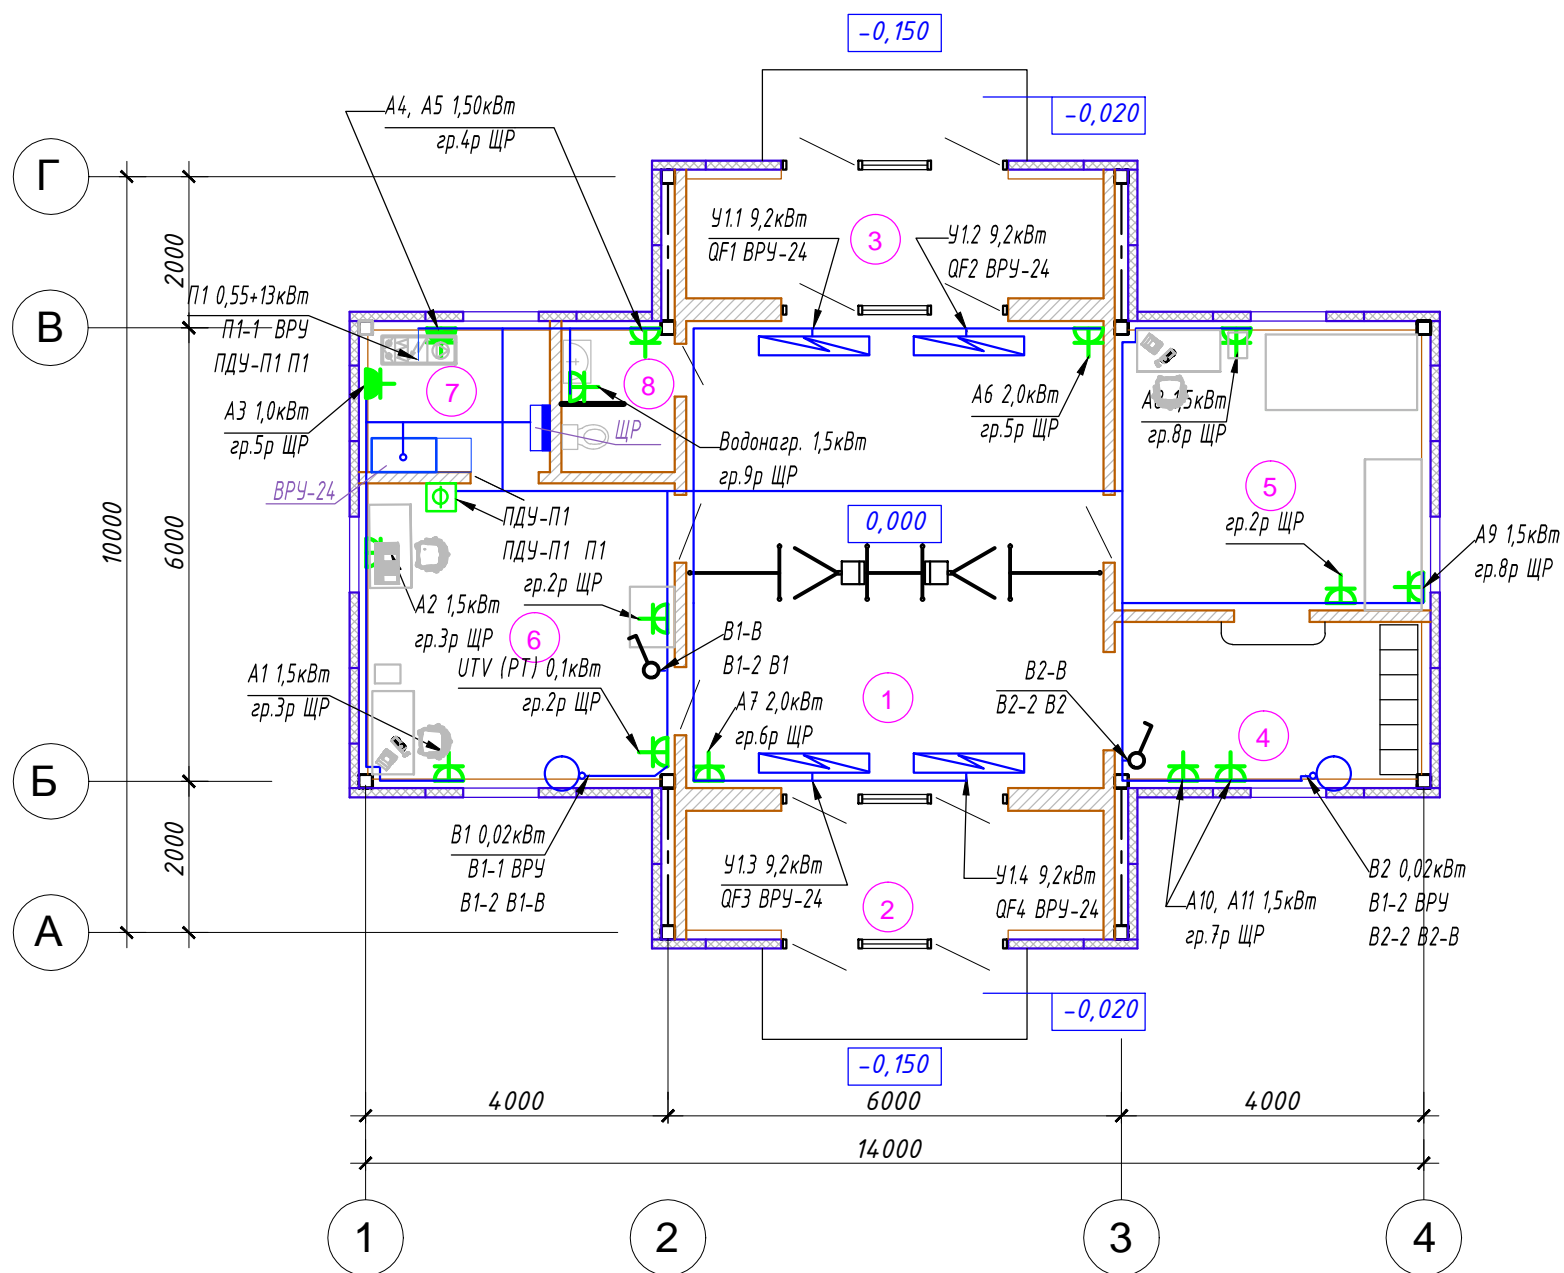 -0,150
-0,020
А4, А5 1,50кВт
гр.4р ЩР
Г
В
Б
А
2000
6000
2000
10000
У1.1 9,2кВт
QF1 ВРУ-24
3
У1.2 9,2кВт
QF2 ВРУ-24
П1 0,55+13кВт
П1-1 ВРУ
ПДУ-П1 П1
А3 1,0кВт
гр.5р ЩР
7
8
ЩР
ВРУ-24
Водонагр. 1,5кВт
гр.9р ЩР
А6 2,0кВт
гр.5р ЩР
гр.8р ЩР
5
гр.2р ЩР
А9 1,5кВт
гр.8р ЩР
0,000
ПДУ-П1
ПДУ-П1 П1
гр.2р ЩР
А2 1,5кВт
гр.3р ЩР
6
UTV (РТ) 0,1кВт
гр.2р ЩР
А1 1,5кВт
гр.3р ЩР
В1-В
В1-2 В1
А7 2,0кВт
гр.6р ЩР
1
В2-В
В2-2 В2
4
В1 0,02кВт
В1-1 ВРУ
В1-2 В1-В
У1.3 9,2кВт
QF3 ВРУ-24
2
У1.4 9,2кВт
QF4 ВРУ-24
А10, А11 1,5кВт
гр.7р ЩР
В2 0,02кВт
В1-2 ВРУ
В2-2 В2-В
-0,020
-0,150
4000
6000
4000
14000
1
2
3
4